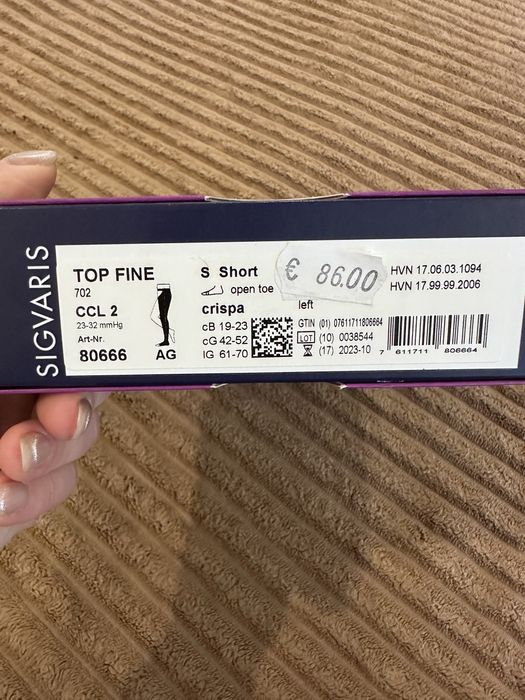 SIGVARIS
TOP FINE
702
CCL 2
23-32 mmHg
Art-Nr.
80666
AG
S Short
open toe
crispa
cB 19-23
cG 42-52
lG 61-70
€ 86.00
left
GTIN (01) 07611711806664
LOT (10) 0038544
(17) 2023-10
HVN 17.06.03.1094
HVN 17.99.99.2006
7 611711 806664